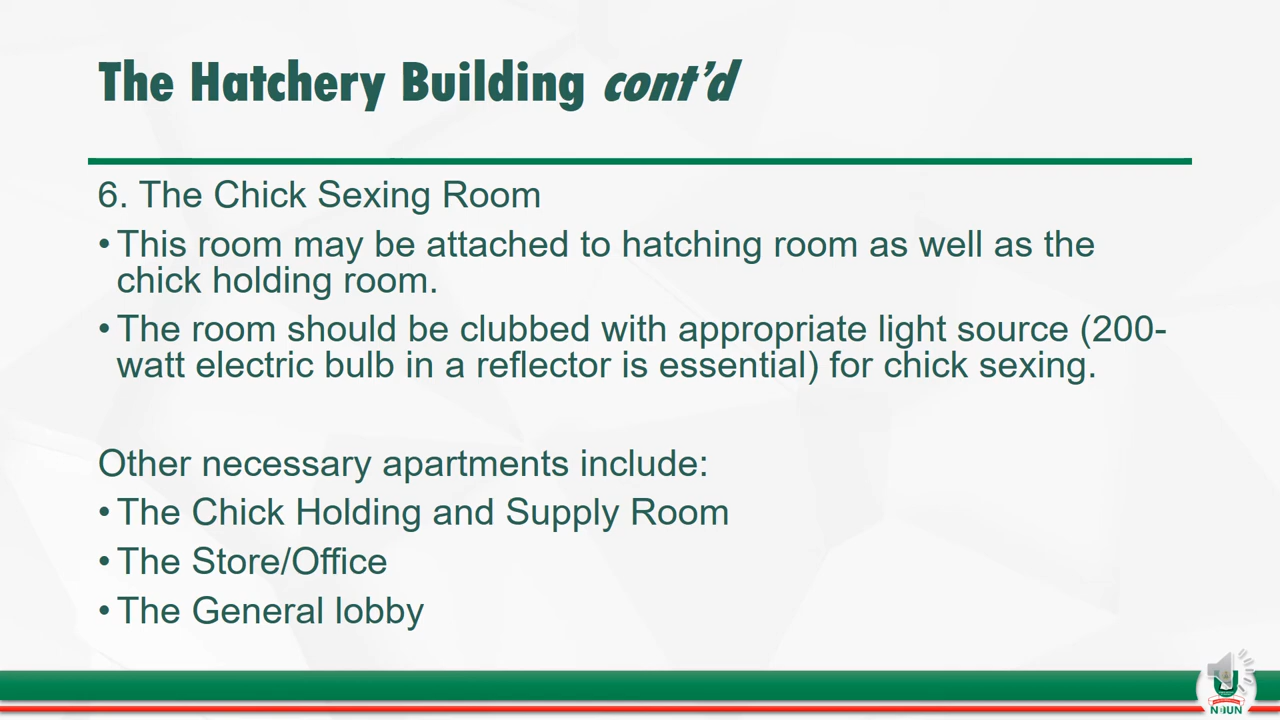 The Hatchery Building cont'd
6. The Chick Sexing Room
• This room may be attached to hatching room as well as the
chick holding room.
• The room should be clubbed with appropriate light source (200-
watt electric bulb in a reflector is essential) for chick sexing.
Other necessary apartments include:
• The Chick Holding and Supply Room
• The Store/Office
• The General lobby
NOUN